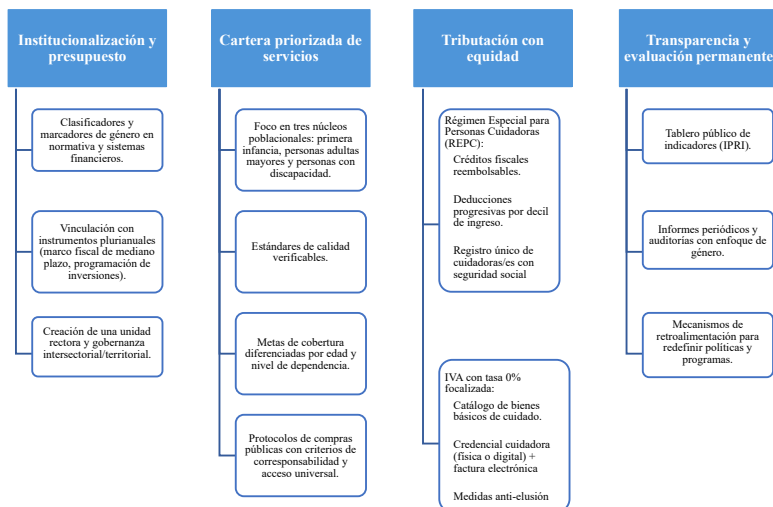 Institucionalización y
presupuesto
Clasificadores y
marcadores de género en
normativa y sistemas
financieros.
Vinculación con
instrumentos plurianuales
(marco fiscal de mediano
plazo, programación de
inversiones).
Creación de una unidad
rectora y gobernanza
intersectorial/territorial.
Cartera priorizada de
servicios
Foco en tres núcleos
poblacionales: primera
infancia, personas adultas
mayores y personas con
discapacidad.
Estándares de calidad
verificables.
Metas de cobertura
diferenciadas por edad y
nivel de dependencia.
Protocolos de compras
públicas con criterios de
corresponsabilidad y
acceso universal.
Tributación con
equidad
Régimen Especial para
Personas Cuidadoras
(REPC):
Créditos fiscales
reembolsables.
Deducciones
progresivas por decil
de ingreso.
Registro único de
cuidadoras/es con
seguridad social
IVA con tasa 0%
focalizada:
Catálogo de bienes
básicos de cuidado.
Credencial cuidadora
(física o digital) +
factura electrónica
Medidas anti-elusión
Transparencia y
evaluación permanente
Tablero público de
indicadores (IPRI).
Informes periódicos y
auditorías con enfoque de
género.
Mecanismos de
retroalimentación para
redefinir políticas y
programas.